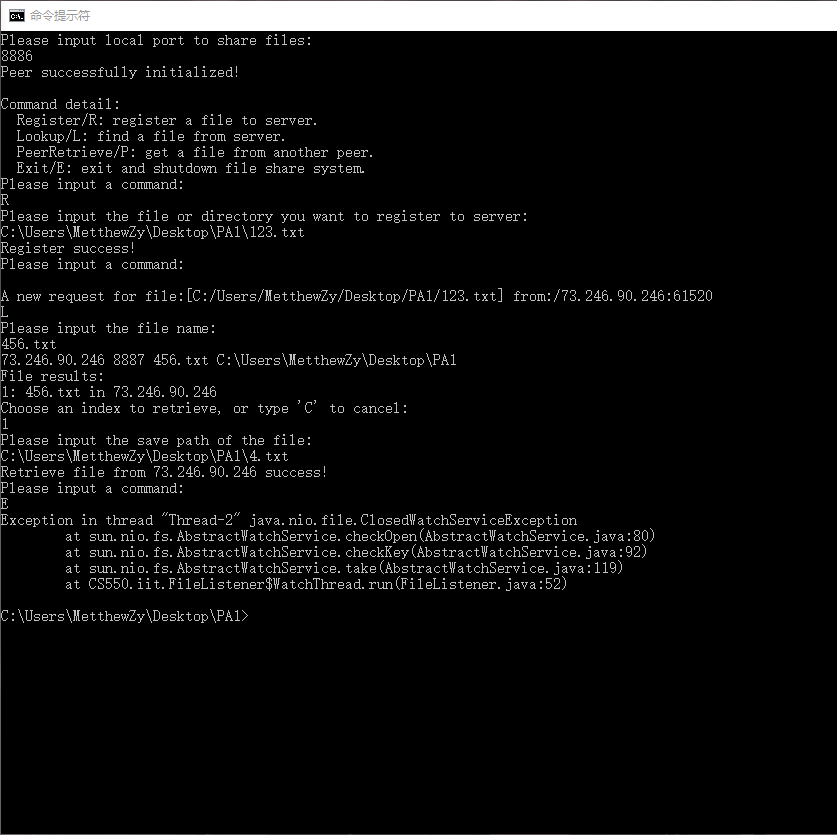 命令提示符
Please input local port to share files:
8886
Peer successfully initialized!
Command detail:
Register/R: register a file to server.
Lookup/L: find a file from server.
PeerRetrieve/P: get a file from another peer.
Exit/E: exit and shutdown file share system.
Please input a command:
R
Please input the file or directory you want to register to server:
C:\Users\MetthewZy\Desktop\PA1\123.txt
Register success!
Please input a command:
A new request for file:[C:/Users/MetthewZy/Desktop/PA1/123.txt] from:/73.246.90.246:61520
L
Please input the file name:
456.txt
73.246.90.246 8887 456.txt C:\Users\MetthewZy\Desktop\PA1
File results:
1: 456.txt in 73.246.90.246
Choose an index to retrieve, or type 'C' to cancel:
1
Please input the save path of the file:
C:\Users\MetthewZy\Desktop\PA1\4.txt
Retrieve file from 73.246.90.246 success!
Please input a command:
E
Exception in thread "Thread-2" java.nio.file.ClosedWatchServiceException
at sun.nio.fs.AbstractWatchService.checkOpen(AbstractWatchService.java:80)
at sun.nio.fs.AbstractWatchService.checkKey(AbstractWatchService.java:92)
at sun.nio.fs.AbstractWatchService.take(AbstractWatchService.java:119)
at CS550.iit.FileListener$WatchThread.run(FileListener.java:52)
C:\Users\MetthewZy\Desktop\PA1>